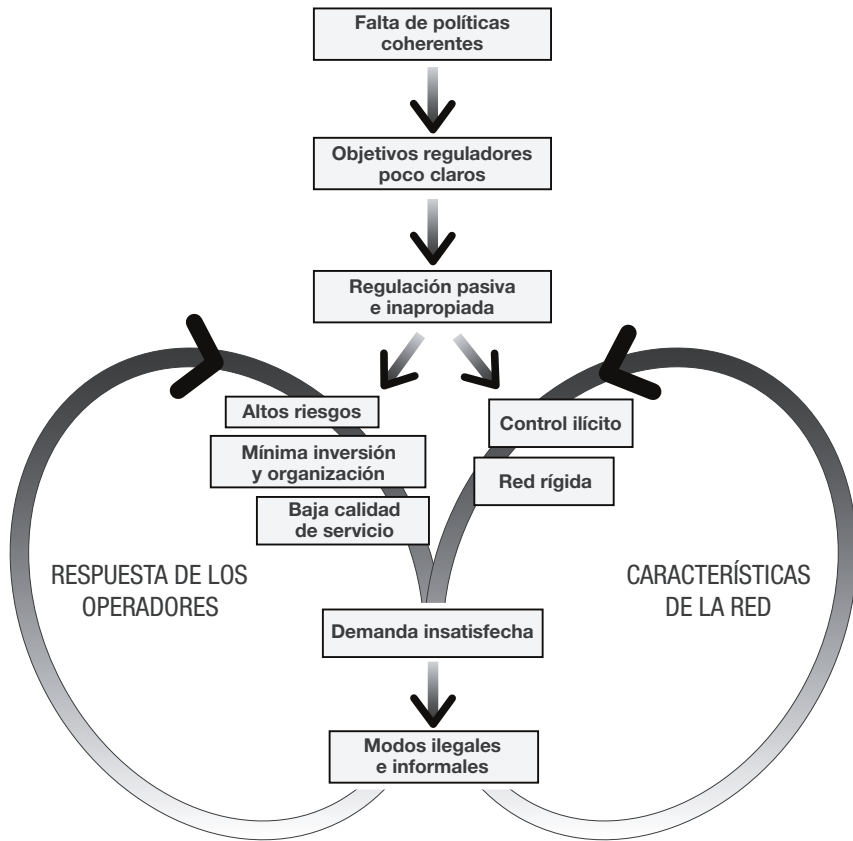 Falta de políticas
coherentes
Objetivos reguladores
poco claros
Regulación pasiva
e inapropiada
Altos riesgos
Mínima inversión
y organización
Baja calidad
de servicio
Control ilícito
Red rígida
RESPUESTA DE LOS
OPERADORES
CARACTERÍSTICAS
DE LA RED
Demanda insatisfecha
Modos ilegales
e informales